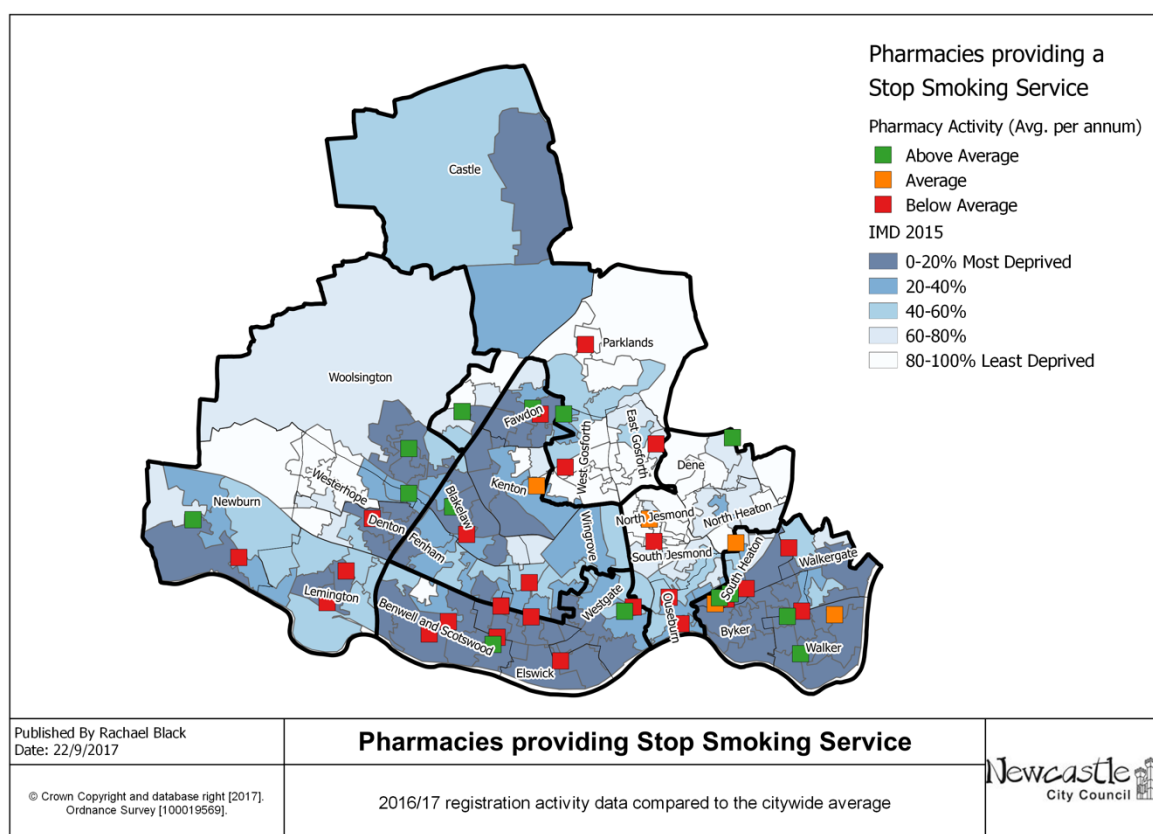 Pharmacies providing a
Stop Smoking Service
Pharmacy Activity (Avg. per annum)
Above Average
Average
Below Average
IMD 2015
0-20% Most Deprived
20-40%
40-60%
60-80%
80-100% Least Deprived
Castle
Parklands
Woolsington
Fawdon
West Gosforth
East Gosforth
Dene
Westerhope
Kenton
Newburn
Blakelaw
North Jesmond
North Heaton
Denton
Fenham
Wingrove
South Jesmond
South Heaton
Walkergate
Lemington
Benwell and Scotswood
Westgate
Ouseburn
Byker
Walker
Elswick
Published By Rachael Black
Date: 22/9/2017
Pharmacies providing Stop Smoking Service
© Crown Copyright and database right [2017].
Ordnance Survey [100019569].
2016/17 registration activity data compared to the citywide average
Newcastle
City Council